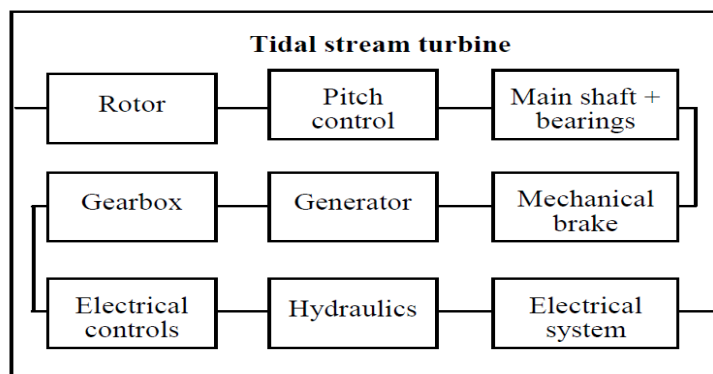 Tidal stream turbine
Rotor
Pitch
control
Main shaft +
bearings
Gearbox
Generator
Mechanical
brake
Electrical
controls
Hydraulics
Electrical
system